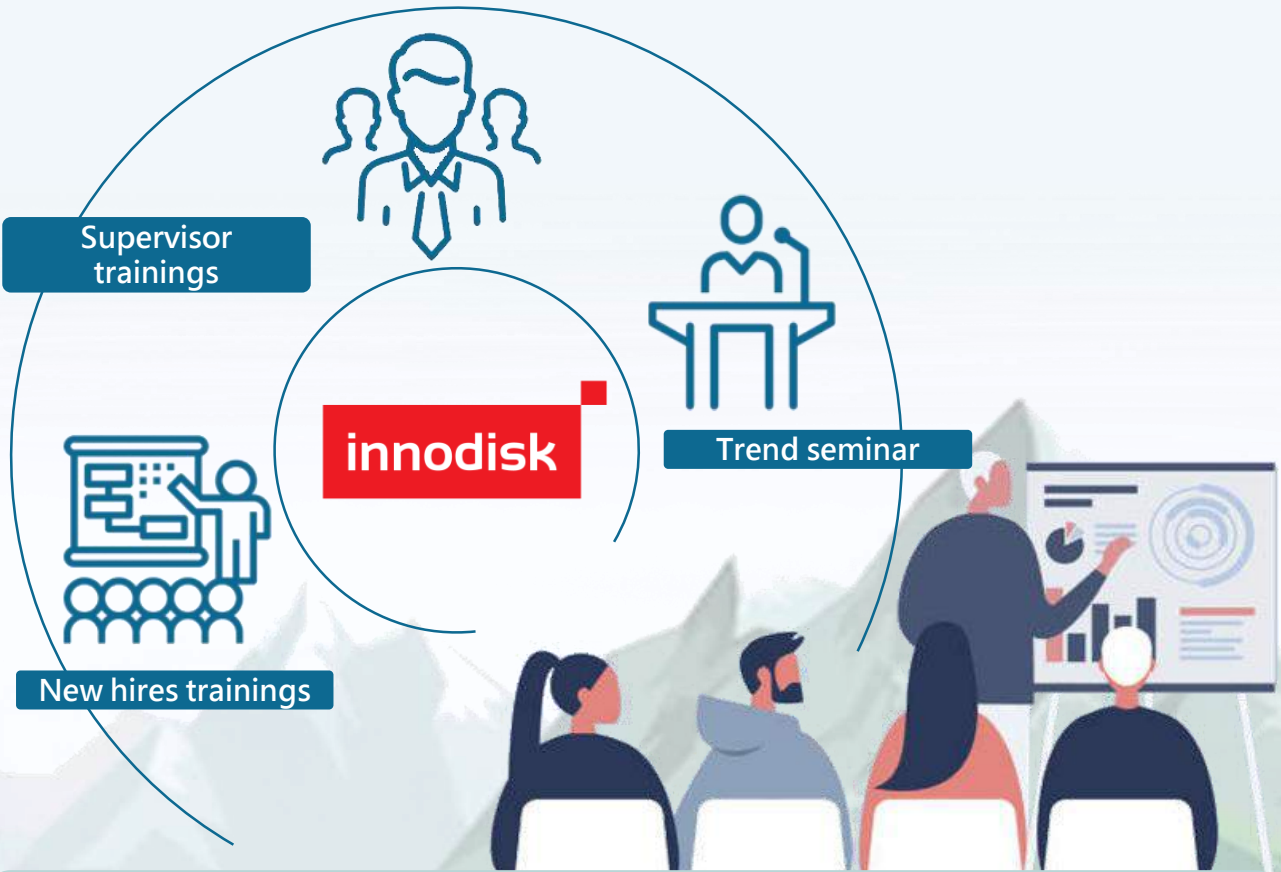 Supervisor
trainings
innodisk
Trend seminar
New hires trainings